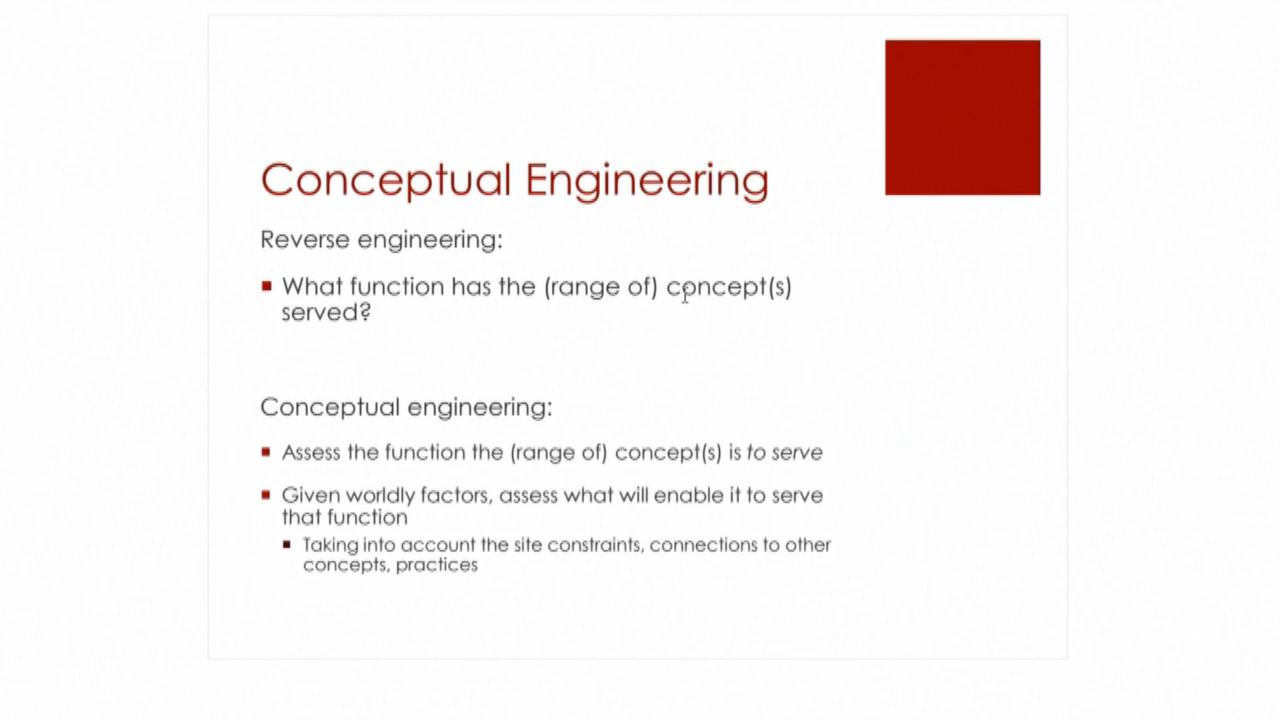 Conceptual Engineering
Reverse engineering:
What function has the (range of) concept(s)
served?
Conceptual engineering:
Assess the function the (range of) concept(s) is to serve
Given worldly factors, assess what will enable it to serve
that function
Taking into account the site constraints, connections to other
concepts, practices